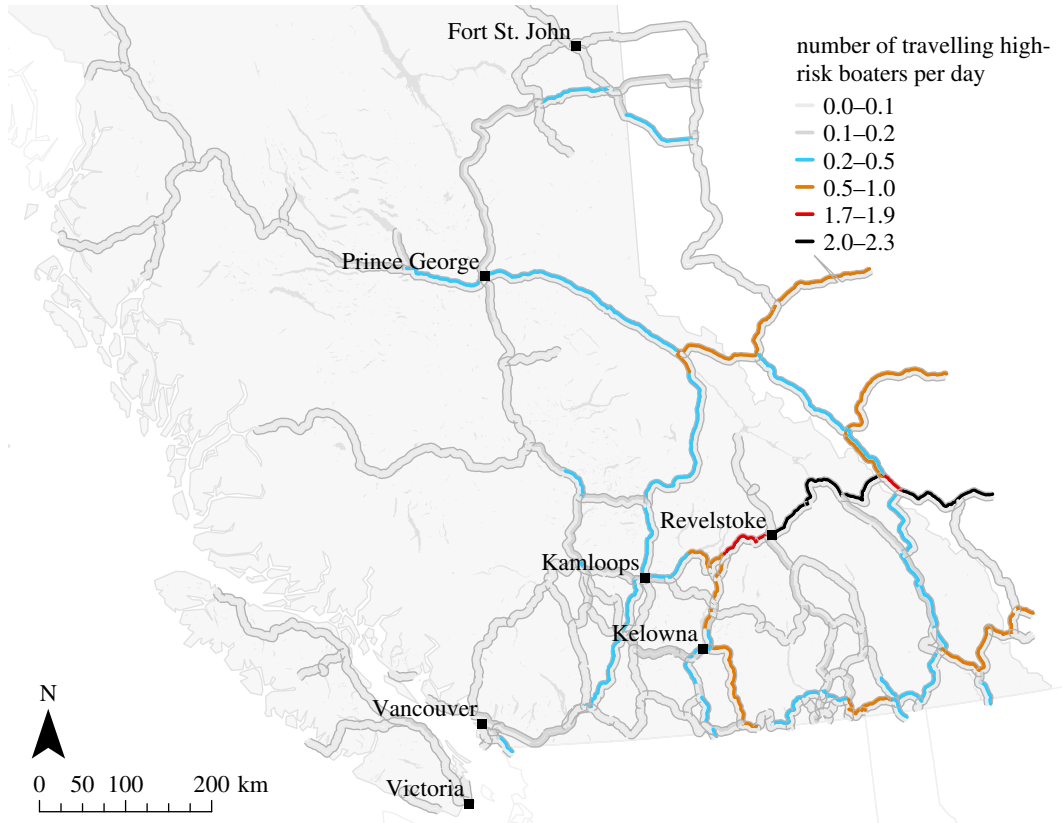 Fort St. John
number of travelling high-
risk boaters per day
0.0–0.1
0.1–0.2
0.2–0.5
0.5–1.0
1.7–1.9
2.0–2.3
Prince George
Revelstoke
Kamloops
Kelowna
N
Vancouver
Victoria
0 50 100 200 km